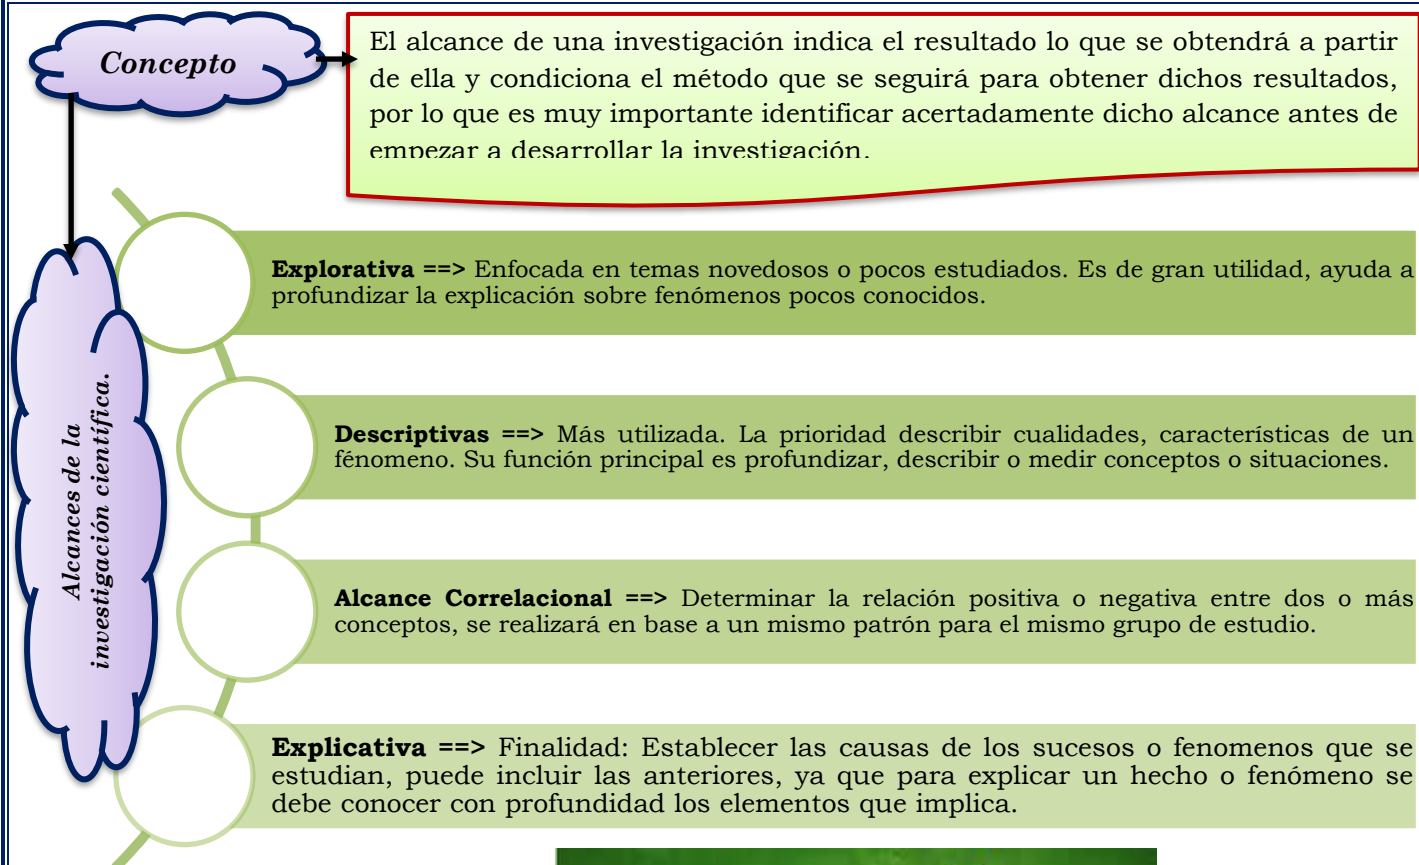 Concepto
El alcance de una investigación indica el resultado lo que se obtendrá a partir
de ella y condiciona el método que se seguirá para obtener dichos resultados,
por lo que es muy importante identificar acertadamente dicho alcance antes de
empezar a desarrollar la investigación.
Alcances de la
investigación científica.
Explorativa ==> Enfocada en temas novedosos o pocos estudiados. Es de gran utilidad, ayuda a
profundizar la explicación sobre fenómenos pocos conocidos.
Descriptivas ==> Más utilizada. La prioridad describir cualidades, características de un
fénomeno. Su función principal es profundizar, describir o medir conceptos o situaciones.
Alcance Correlacional ==> Determinar la relación positiva o negativa entre dos o más
conceptos, se realizará en base a un mismo patrón para el mismo grupo de estudio.
Explicativa ==> Finalidad: Establecer las causas de los sucesos o fenomenos que se
estudian, puede incluir las anteriores, ya que para explicar un hecho o fenómeno se
debe conocer con profundidad los elementos que implica.